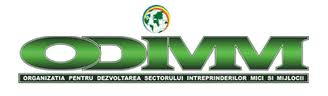 ODIMM
ORGANIZATIA PENTRU DEZVOLTAREA SECTORULUI INTREPRINDERILOR MICI SI MIJLOCII